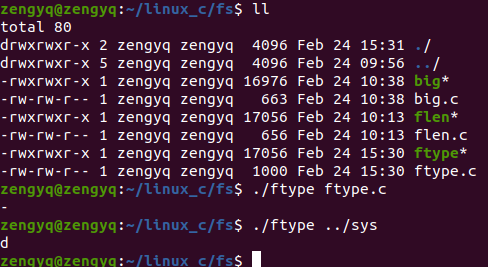 zengyq@zengyq:~/linux_c/fs$ ll
total 80
drwxrwxr-x 2 zengyq zengyq  4096 Feb 24 15:31 ./
drwxrwxr-x 5 zengyq zengyq  4096 Feb 24 09:56 ../
-rwxrwxr-x 1 zengyq zengyq 16976 Feb 24 10:38 big*
-rw-rw-r-- 1 zengyq zengyq   663 Feb 24 10:38 big.c
-rwxrwxr-x 1 zengyq zengyq 17056 Feb 24 10:13 flen*
-rw-rw-r-- 1 zengyq zengyq   656 Feb 24 10:13 flen.c
-rwxrwxr-x 1 zengyq zengyq 17056 Feb 24 15:30 ftype*
-rw-rw-r-- 1 zengyq zengyq  1000 Feb 24 15:30 ftype.c
zengyq@zengyq:~/linux_c/fs$ ./ftype ftype.c
-
zengyq@zengyq:~/linux_c/fs$ ./ftype ../sys
d
zengyq@zengyq:~/linux_c/fs$